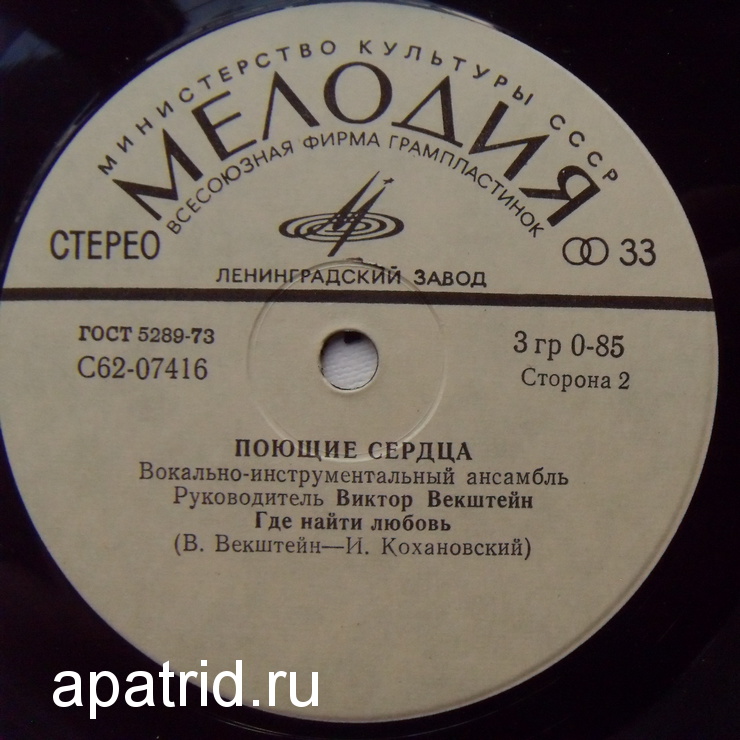 МИНИСТЕРСТВО КУЛЬТУРЫ СССР
МЕЛОДИЯ
ВСЕСОЮЗНАЯ ФИРМА ГРАМПЛАСТИНОК
СТЕРЕО
33
ЛЕНИНГРАДСКИЙ ЗАВОД
ГОСТ 5289-73
3 гр 0-85
С62-07416
Сторона 2
ПОЮЩИЕ СЕРДЦА
Вокально-инструментальный ансамбль
Руководитель Виктор Векштейн
Где найти любовь
(В. Векштейн—И. Кохановский)
apatrid.ru